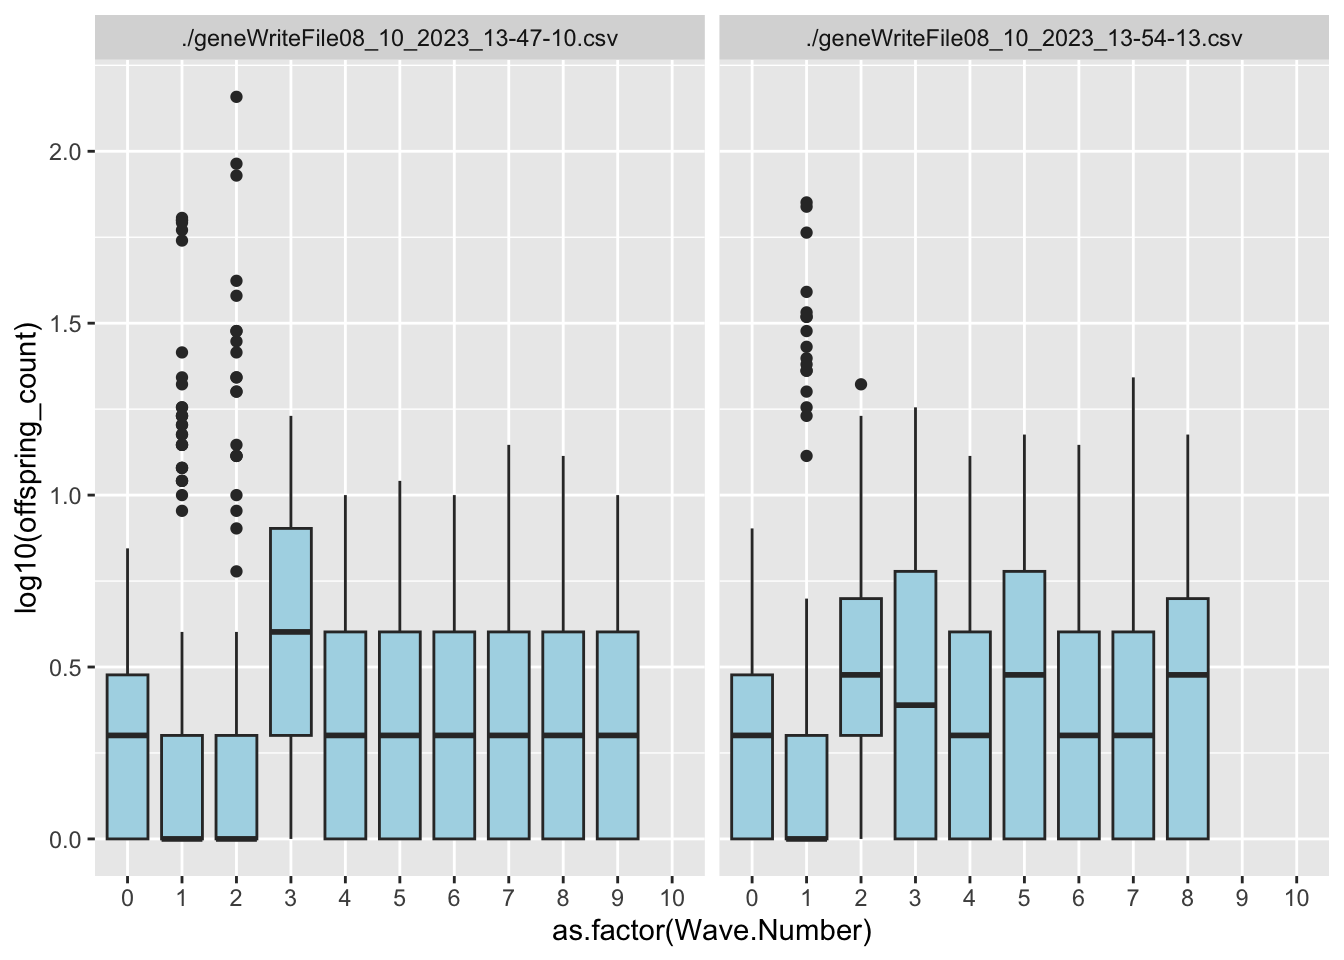 ./geneWriteFile08_10_2023_13-47-10.csv
./geneWriteFile08_10_2023_13-54-13.csv
log10(offspring_count)
2.0
1.5
1.0
0.5
0.0
0 1 2 3 4 5 6 7 8 9 10
0 1 2 3 4 5 6 7 8 9 10
as.factor(Wave.Number)